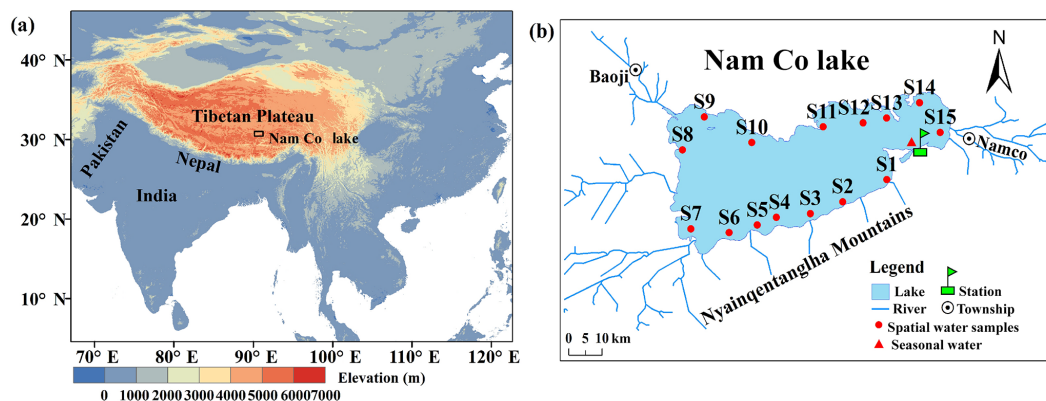 (a)
40° N
30° N
20° N
10° N
Tibetan Plateau
Nam Co lake
Pakistan
Nepal
India
70° E
80° E
90° E
100° E
110° E
120° E
0 1000 2000 3000 4000 5000 6000 7000
Elevation (m)
(b)
Nam Co lake
N
Baoji
S9
S8
S10
S11
S12
S13
S14
S15
Namco
S1
S2
S3
S4
S5
S6
S7
Nyainqentanglha Mountains
Legend
Lake
Station
River
Township
Spatial water samples
Seasonal water
0 5 10 km